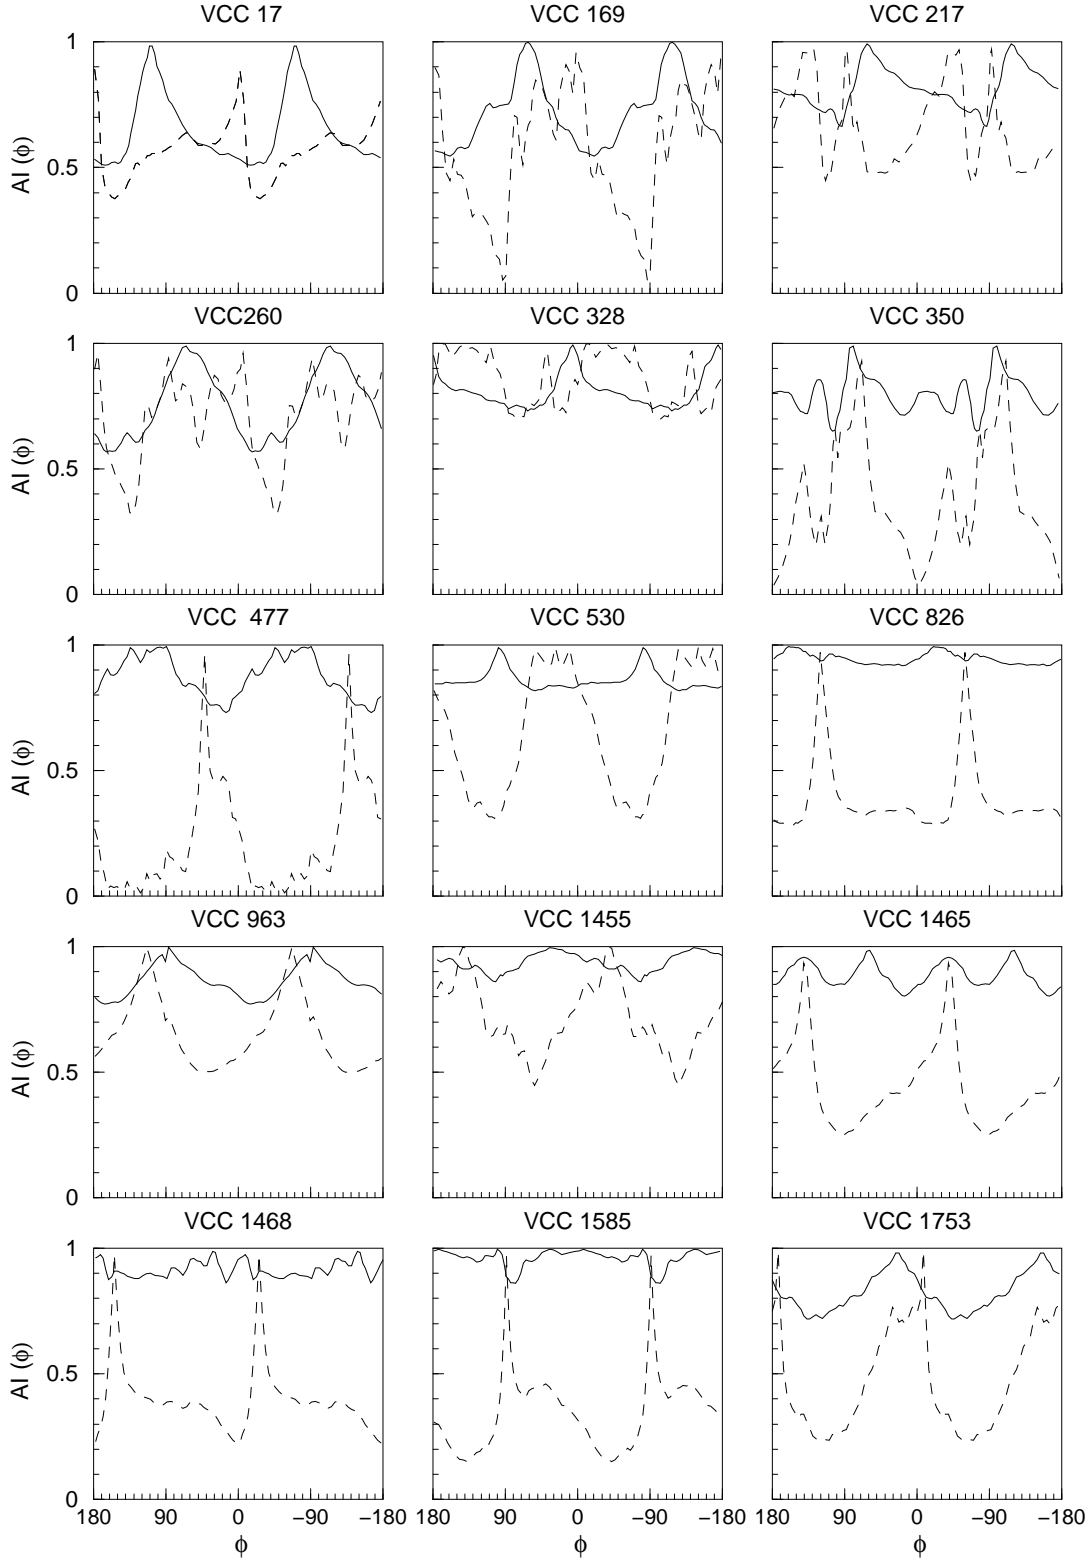 VCC 17 VCC 169 VCC 217
1
0.5
0
AI (ϕ)
VCC260 VCC 328 VCC 350
1
0.5
0
AI (ϕ)
VCC 477 VCC 530 VCC 826
1
0.5
0
AI (ϕ)
VCC 963 VCC 1455 VCC 1465
1
0.5
0
AI (ϕ)
VCC 1468 VCC 1585 VCC 1753
1
0.5
0
AI (ϕ)
180 90 0 −90 −180 90 0 −90 −180 90 0 −90 −180
ϕ ϕ ϕ